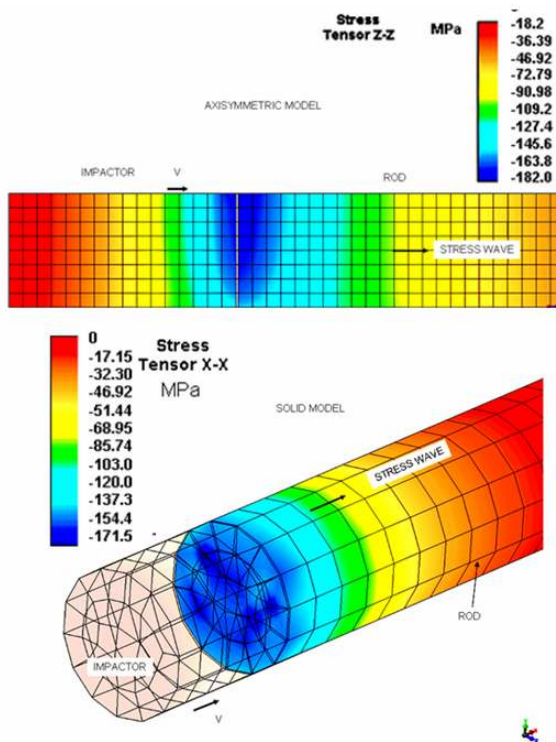 Stress
Tensor Z-Z
MPa
-18.2
-36.39
-46.92
-72.79
-90.98
-109.2
-127.4
-145.6
-163.8
-182.0
AXISYMMETRIC MODEL
IMPACTOR
V
ROD
STRESS WAVE
0
-17.15
-32.30
-46.92
-51.44
-68.95
-85.74
-103.0
-120.0
-137.3
-154.4
-171.5
Stress
Tensor X-X
MPa
SOLID MODEL
STRESS WAVE
ROD
IMPACTOR
V